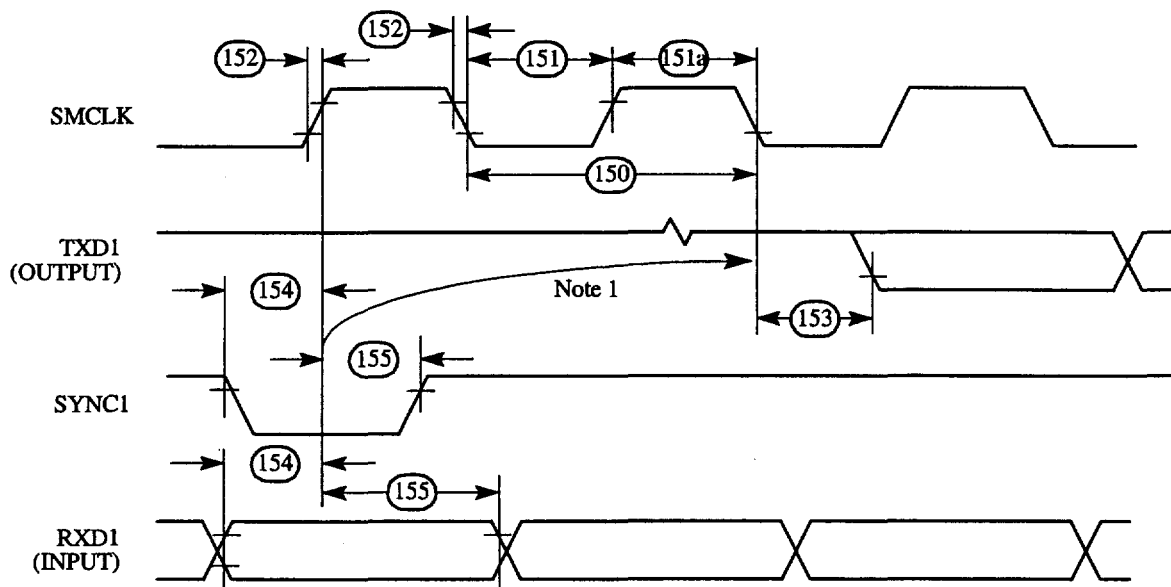 152
152
151
151a
SMCLK
150
TXD1
(OUTPUT)
154
Note 1
153
155
SYNC1
154
155
RXD1
(INPUT)